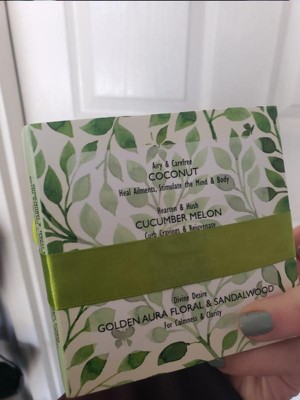 Airy & Carefree
COCONUT
Heal Ailments, Stimulate the Mind & Body
Hearten & Hush
CUCUMBER MELON
Curb Cravings & Rejuvenate
Divine Desire
GOLDEN AURA FLORAL & SANDALWOOD
For Calmness & Clarity